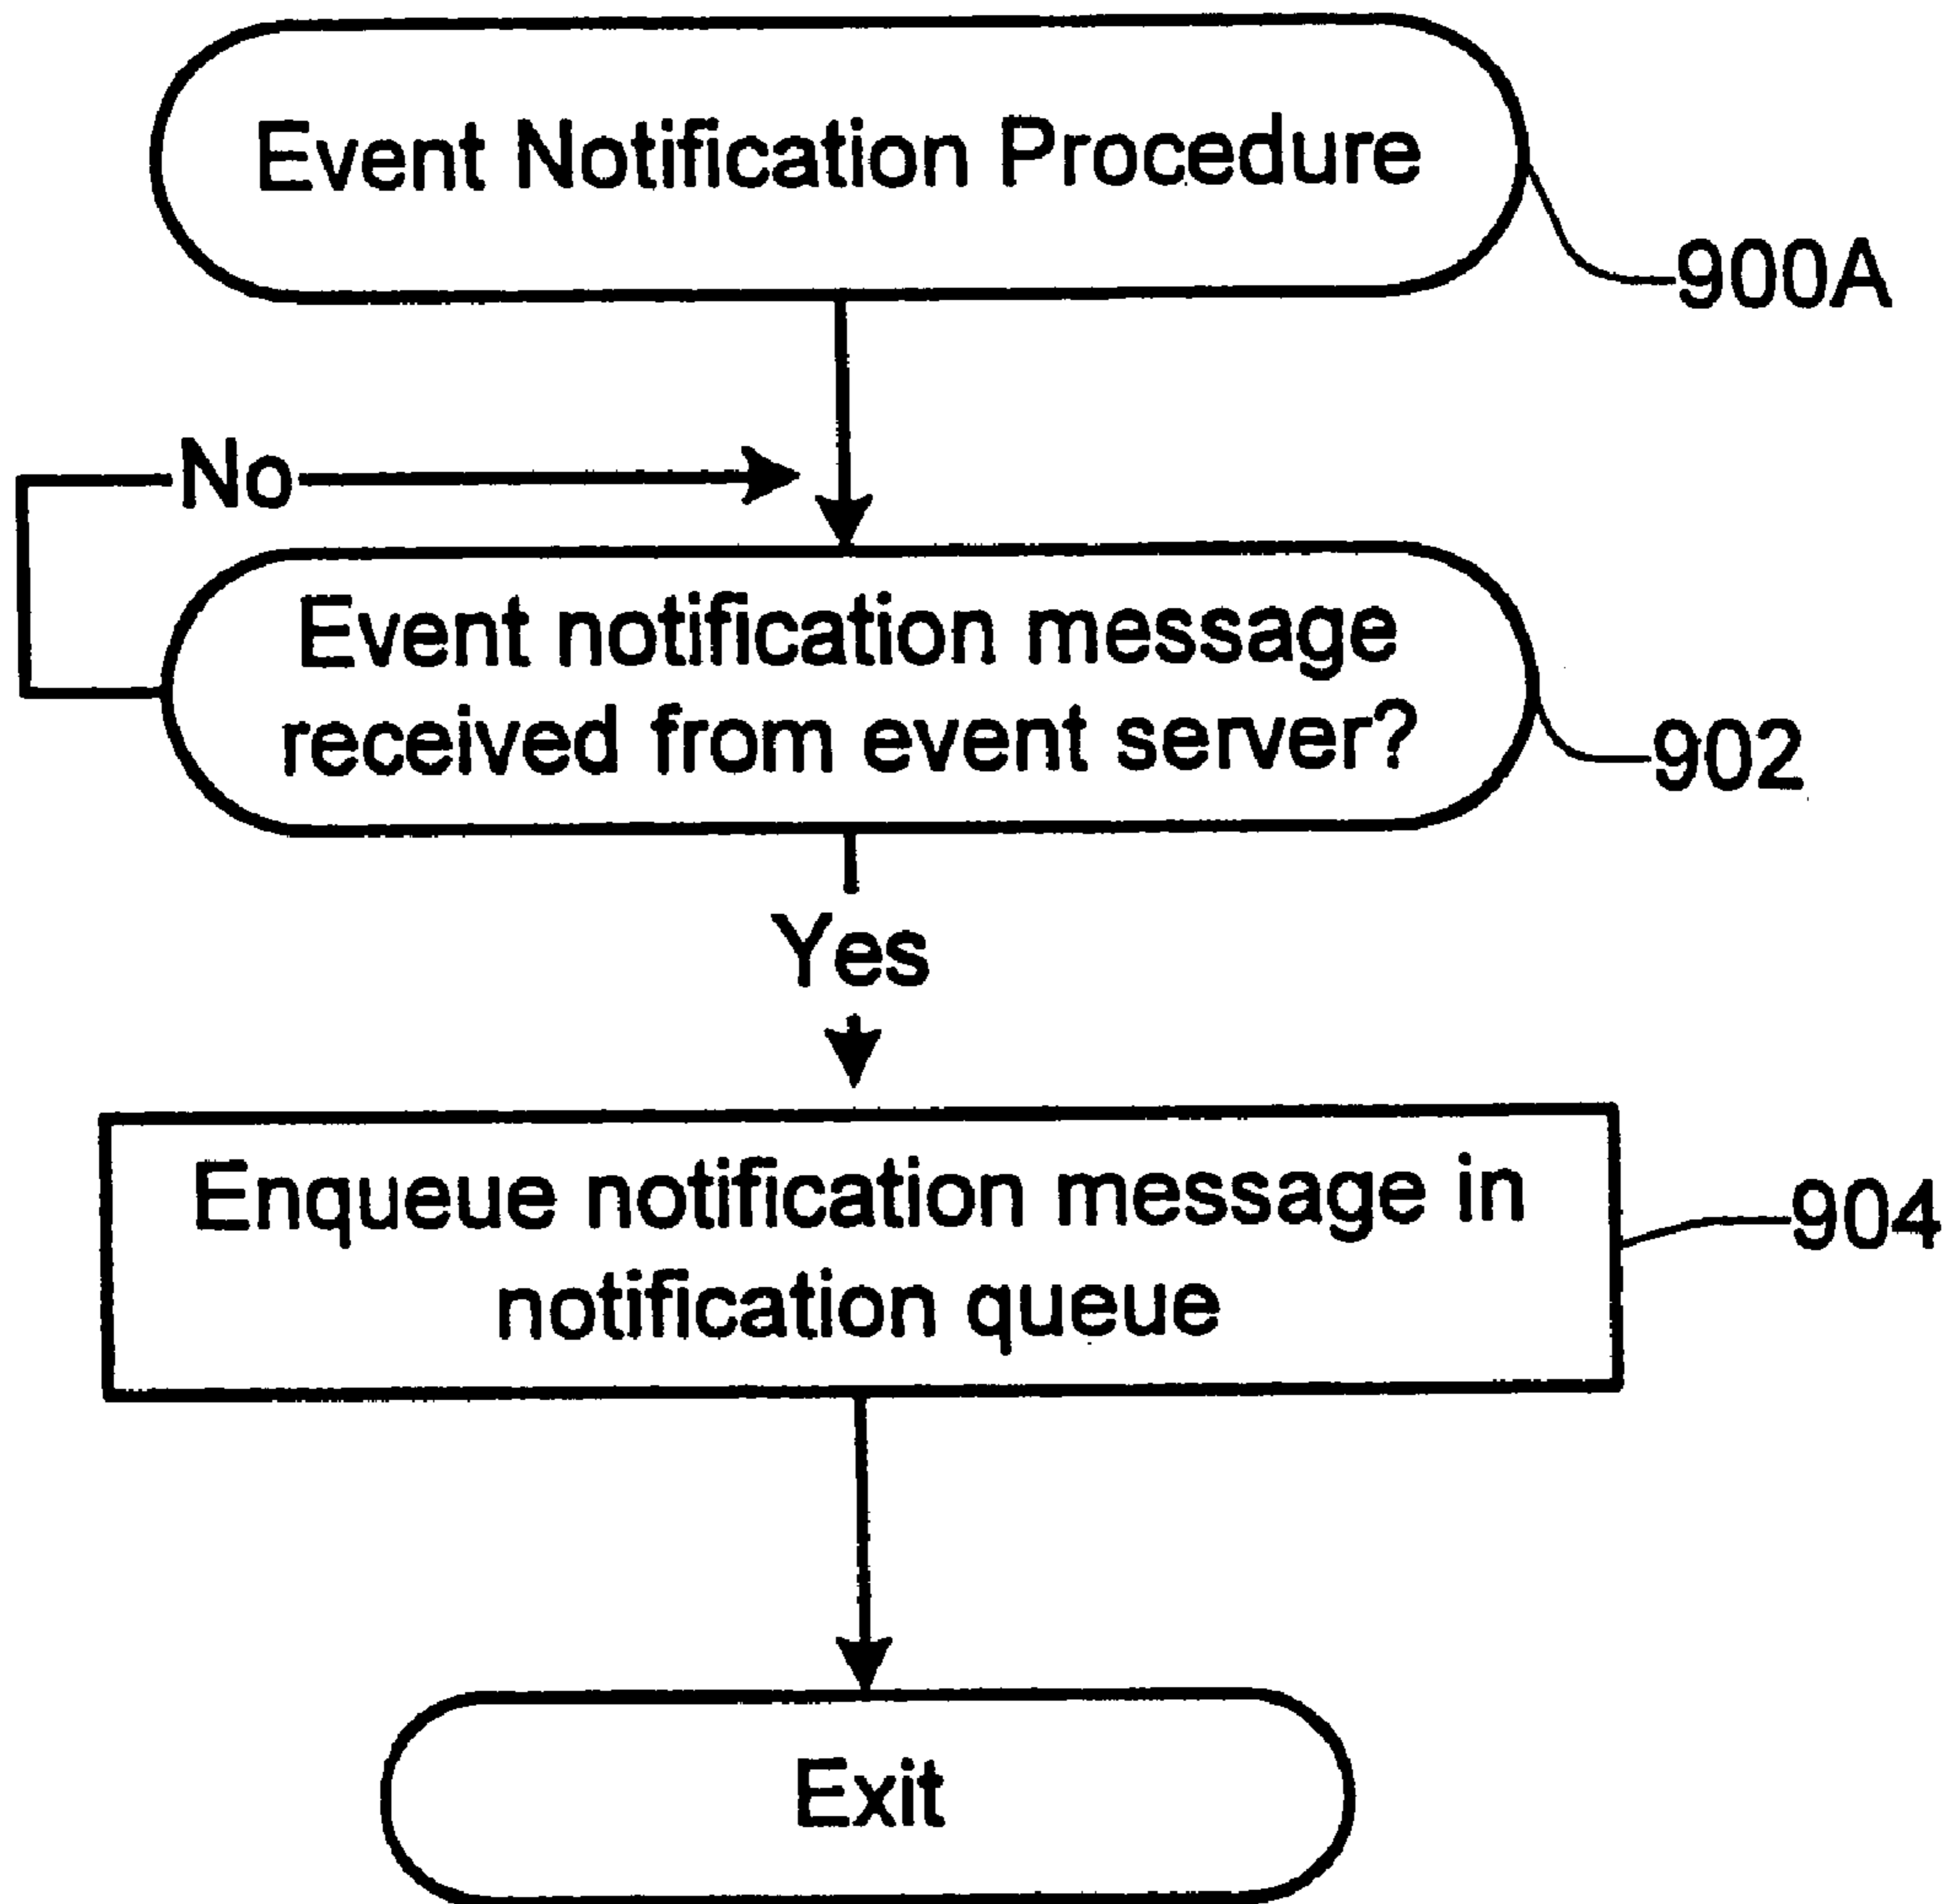 Event Notification Procedure
900A
No
Event notification message
received from event server?
902
Yes
Enqueue notification message in
notification queue
904
Exit